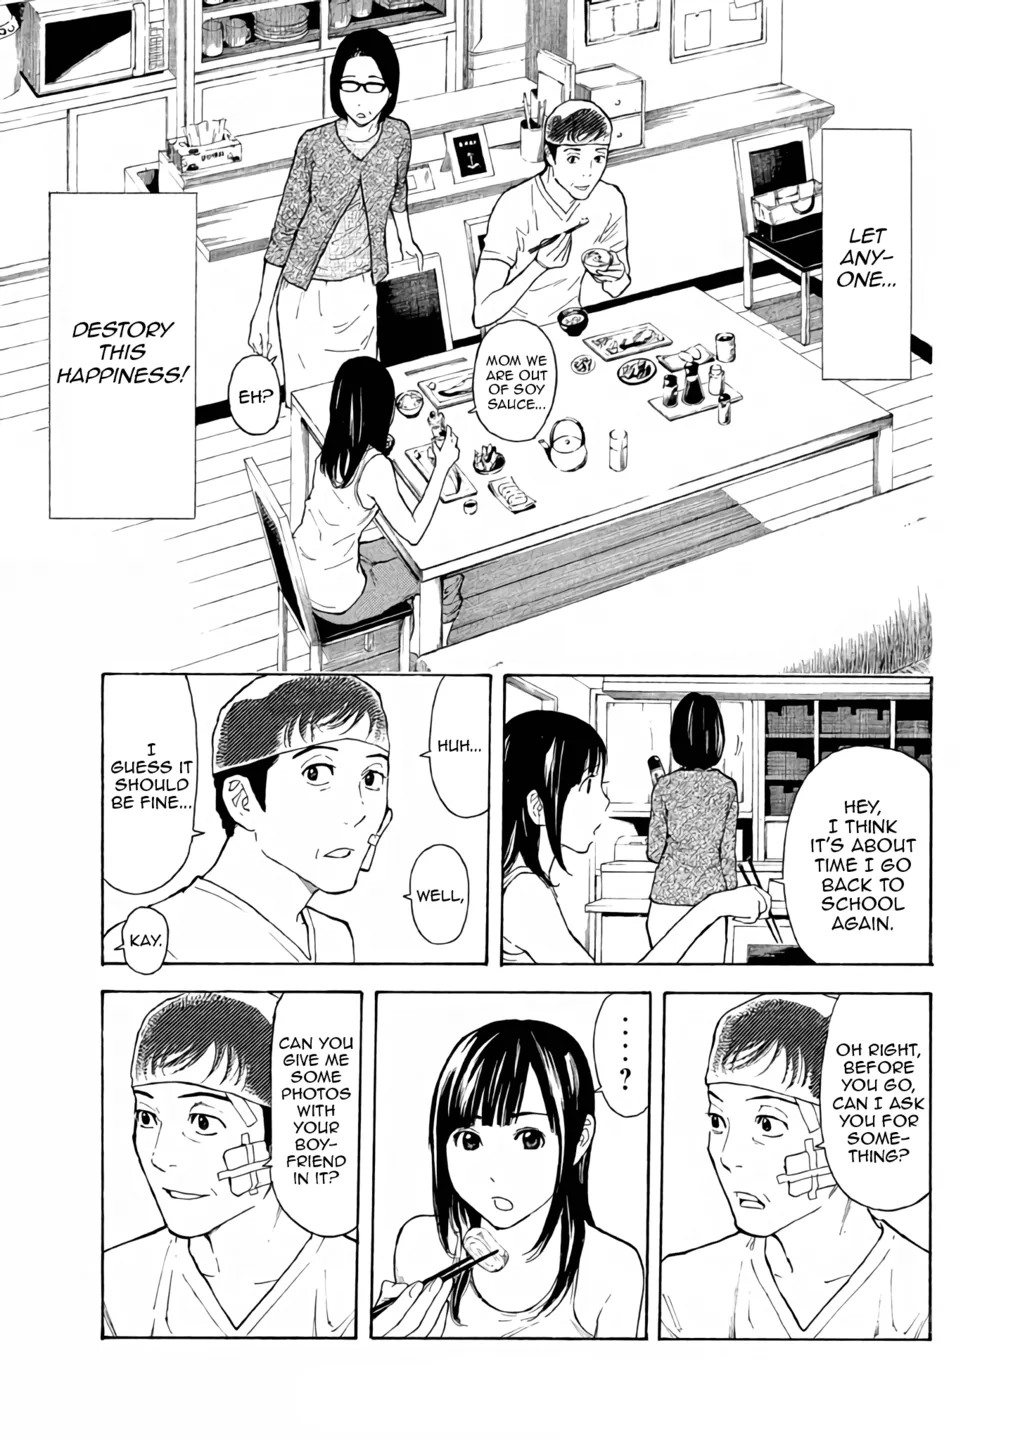 LET
ANY-
ONE...
MOM WE
ARE OUT
OF SOY
SAUCE...
EH?
DESTORY
THIS
HAPPINESS!
HEY,
I THINK
IT'S ABOUT
TIME I GO
BACK TO
SCHOOL
AGAIN.
HUH...
WELL,
I
GUESS IT
SHOULD
BE FINE...
KAY.
OH RIGHT,
BEFORE
YOU GO,
CAN I ASK
YOU FOR
SOME-
THING?
.....?
CAN YOU
GIVE ME
SOME
PHOTOS
WITH
YOUR
BOY-
FRIEND
IN IT?